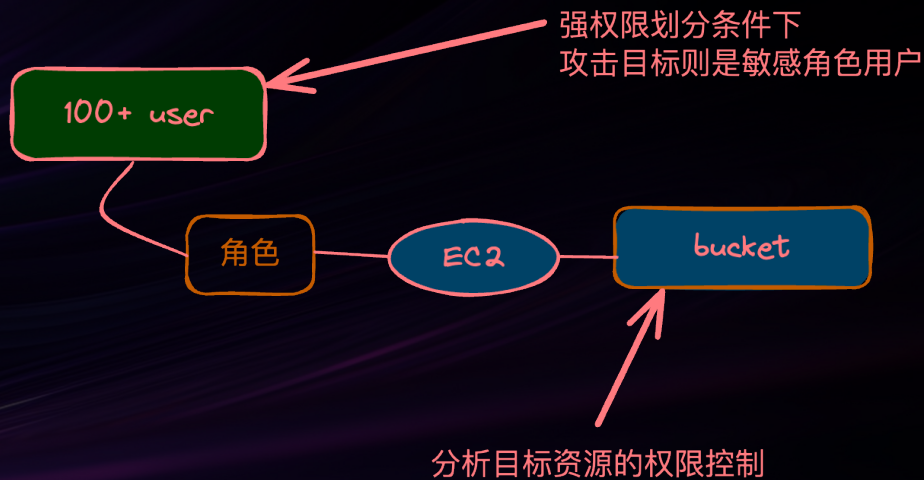 强权限划分条件下
攻击目标则是敏感角色用户
100+ user
角色
EC2
bucket
分析目标资源的权限控制